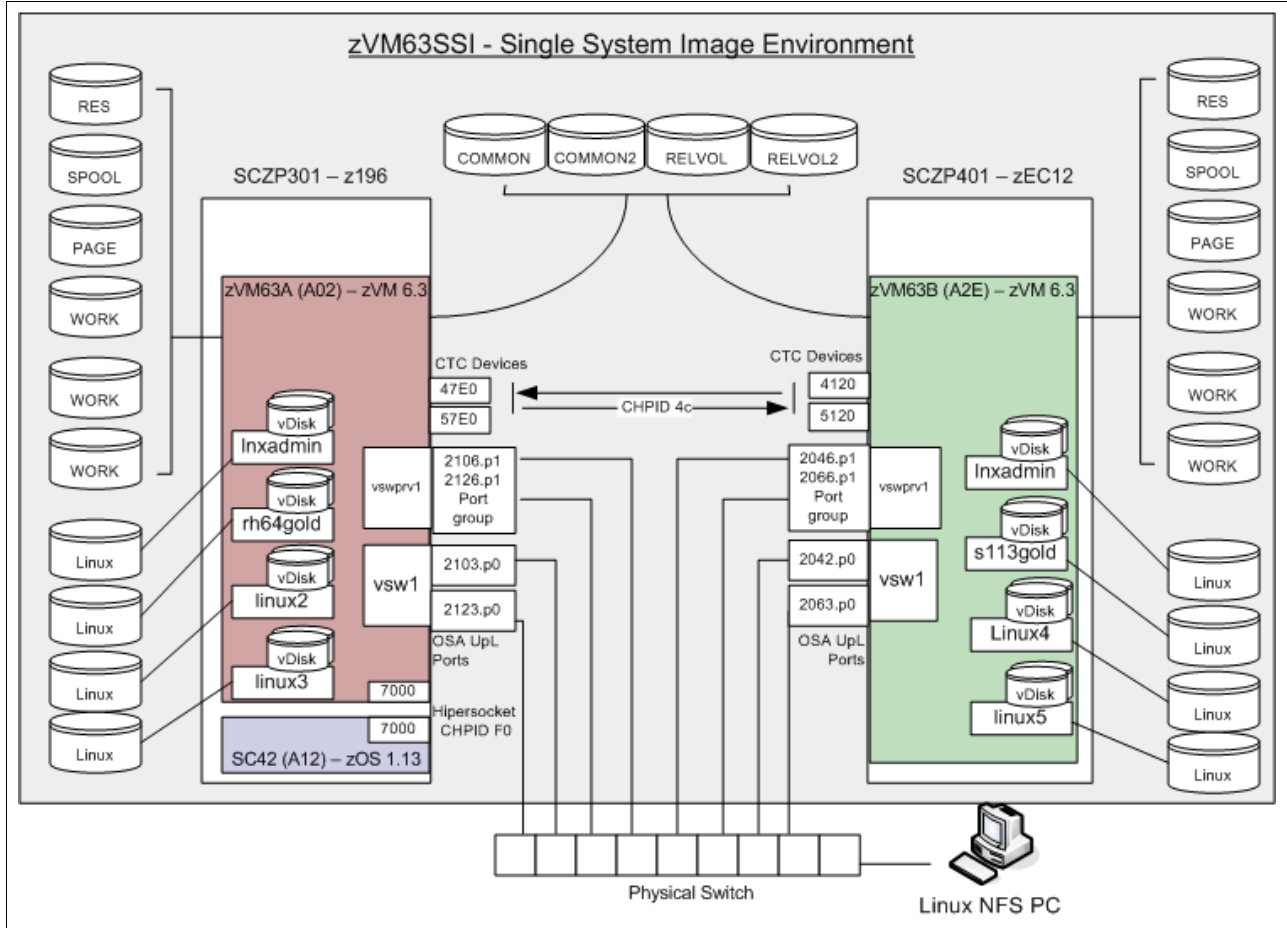 zVM63SSI - Single System Image Environment
RES
SPOOL
PAGE
WORK
WORK
WORK
Linux
Linux
Linux
Linux
COMMON
COMMON2
RELVOL
RELVOL2
SCZP301 – z196
zVM63A (A02) – zVM 6.3
vDisk
lnxadmin
vDisk
rh64gold
vDisk
linux2
vDisk
linux3
CTC Devices
47E0
57E0
vswprv1
2106.p1
2126.p1
Port
group
vsw1
2103.p0
2123.p0
OSA UpL
Ports
7000
Hipersocket
CHPID F0
7000
SC42 (A12) – zOS 1.13
CHPID 4c
SCZP401 – zEC12
zVM63B (A2E) – zVM 6.3
CTC Devices
4120
5120
2046.p1
2066.p1
Port
group
vswprv1
2042.p0
2063.p0
vsw1
OSA UpL
Ports
vDisk
lnxadmin
vDisk
s113gold
vDisk
Linux4
vDisk
linux5
RES
SPOOL
PAGE
WORK
WORK
WORK
Linux
Linux
Linux
Linux
Physical Switch
Linux NFS PC